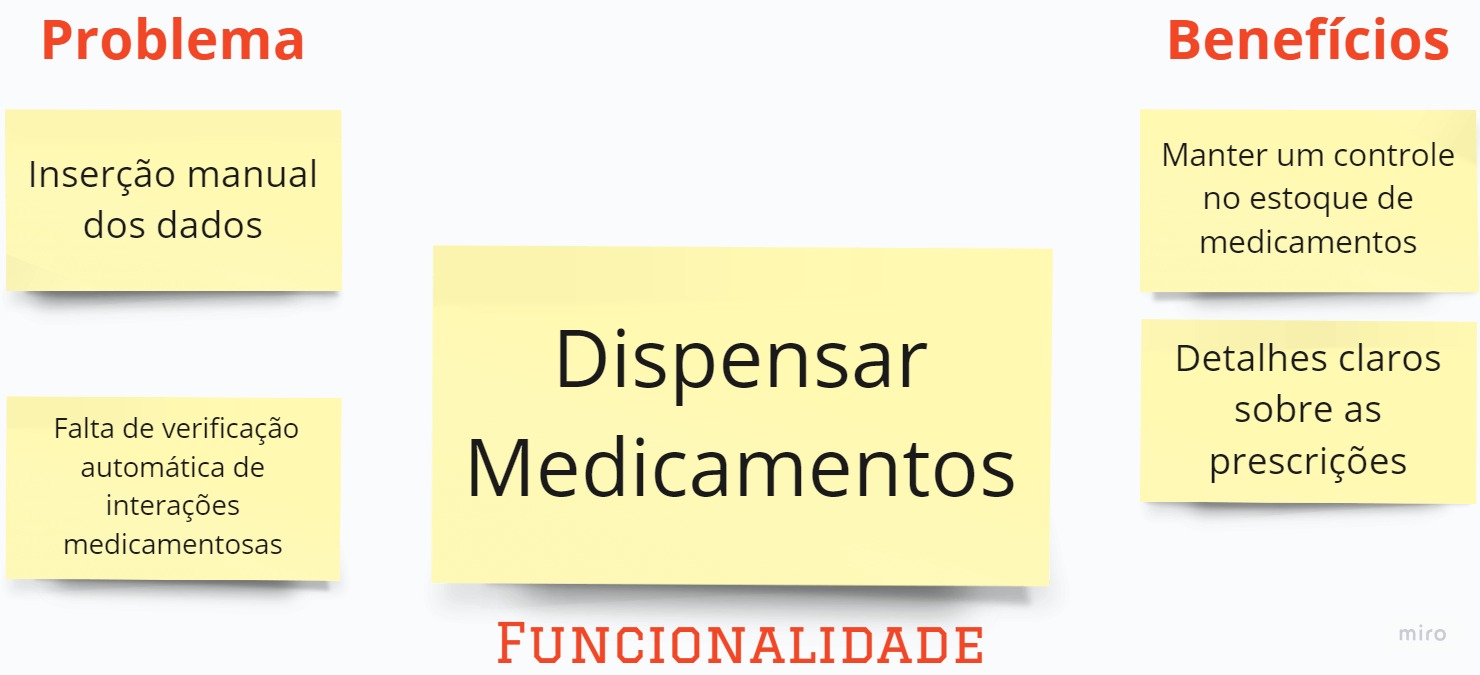 Problema
Inserção manual
dos dados
Falta de verificação
automática de
interações
medicamentosas
Dispensar
Medicamentos
FUNCIONALIDADE
Benefícios
Manter um controle
no estoque de
medicamentos
Detalhes claros
sobre as
prescrições
miro